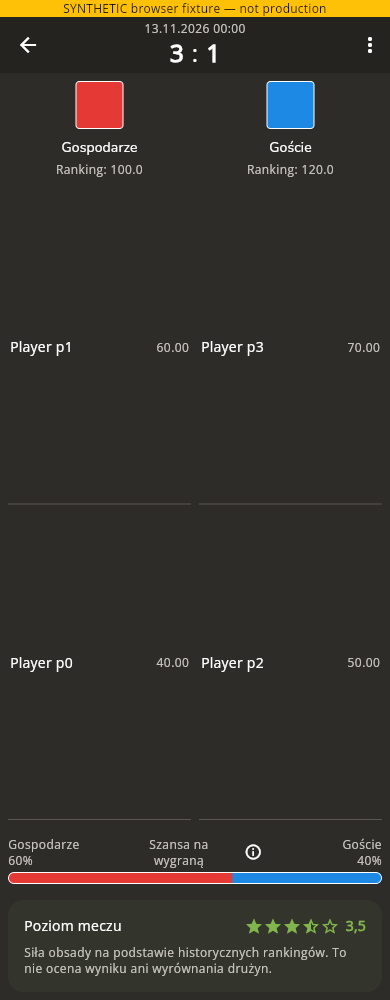 SYNTHETIC browser fixture — not production
13.11.2026 00:00
3 : 1
Gospodarze
Goście
Ranking: 100.0
Ranking: 120.0
Player p1
60.00
Player p3
70.00
Player p0
40.00
Player p2
50.00
Gospodarze
60%
Szansa na
wygraną
Goście
40%
Poziom meczu
3,5
Siła obsady na podstawie historycznych rankingów. To
nie ocena wyniku ani wyrównania drużyn.